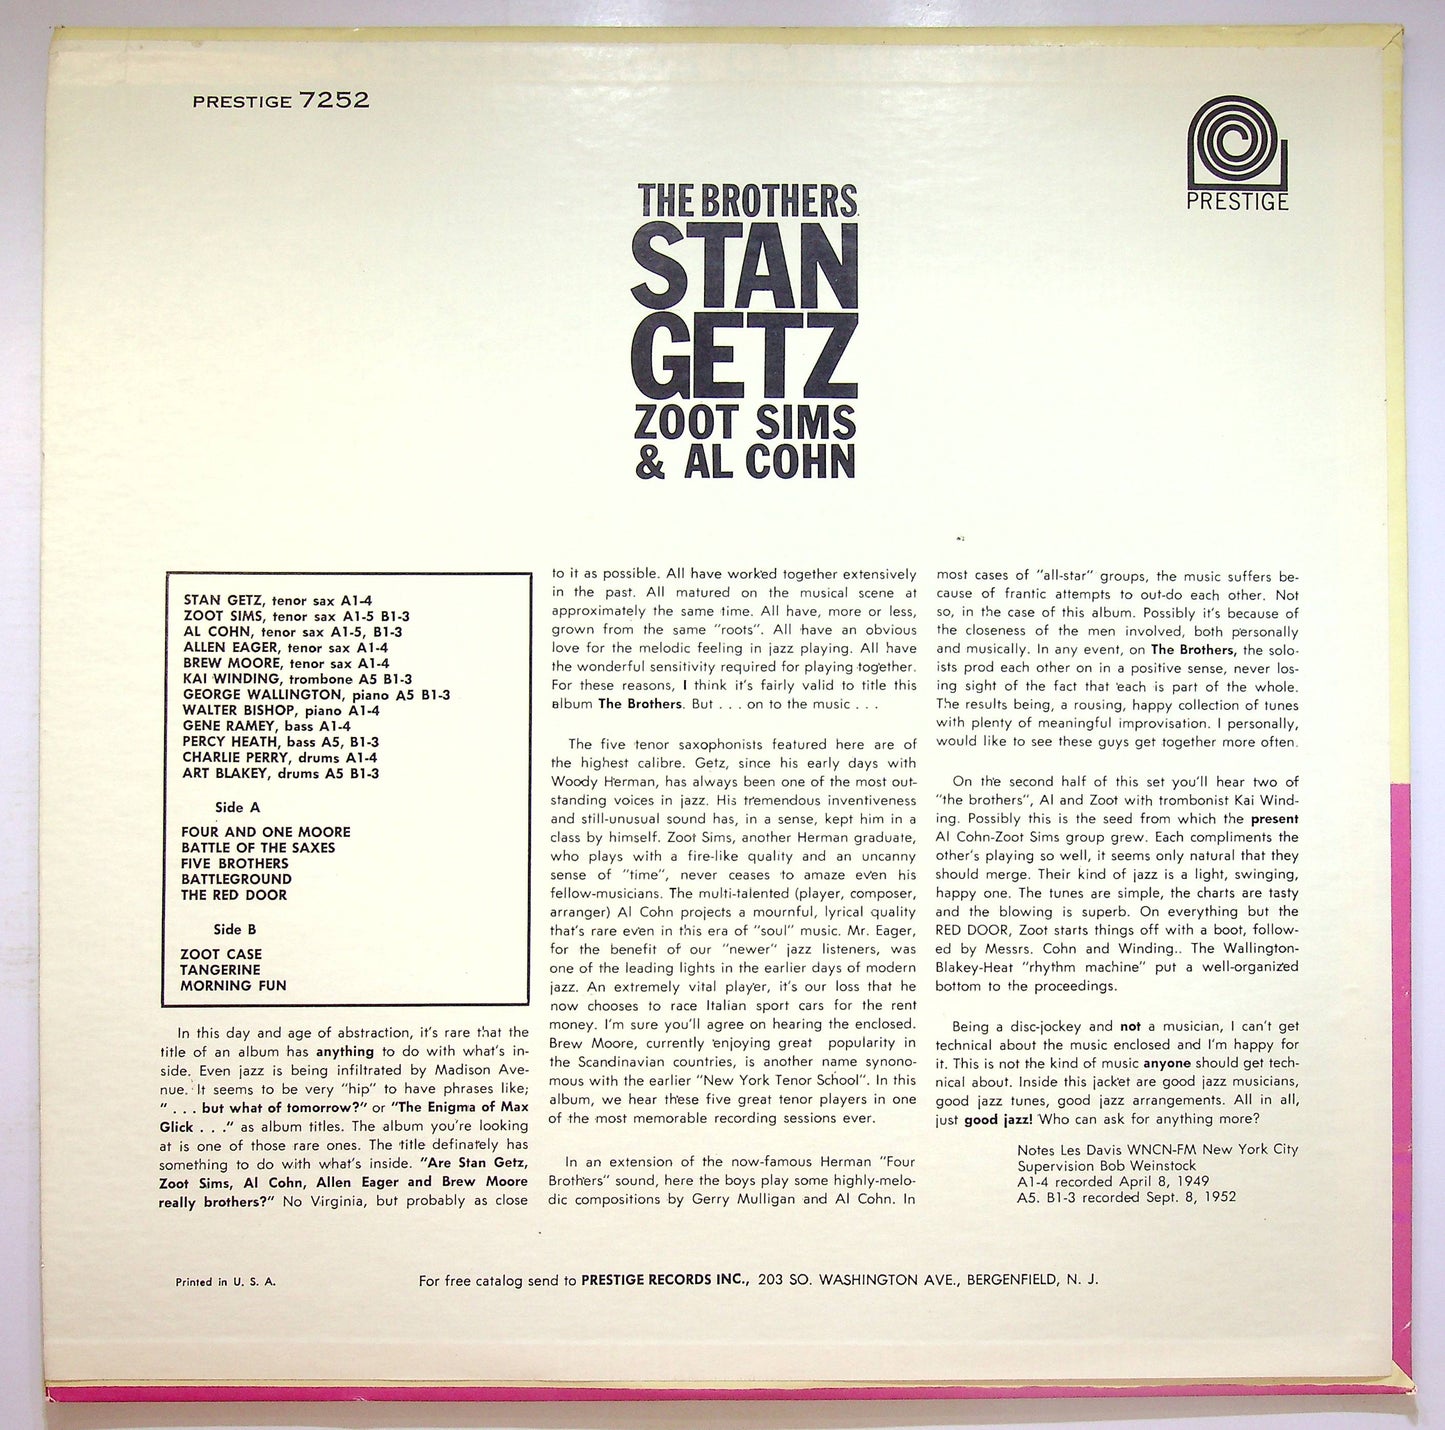 PRESTIGE 7252
PRESTIGE
THE BROTHERS
STAN
GETZ
ZOOT SIMS
& AL COHN
STAN GETZ, tenor sax A1-4
ZOOT SIMS, tenor sax A1-5 B1-3
AL COHN, tenor sax A1-5, B1-3
ALLEN EAGER, tenor sax A1-4
BREW MOORE, tenor sax A1-4
KAI WINDING, trombone A5 B1-3
GEORGE WALLINGTON, piano A5 B1-3
WALTER BISHOP, piano A1-4
GENE RAMEY, bass A1-4
PERCY HEATH, bass A5, B1-3
CHARLIE PERRY, drums A1-4
ART BLAKEY, drums A5 B1-3
Side A
FOUR AND ONE MOORE
BATTLE OF THE SAXES
FIVE BROTHERS
BATTLEGROUND
THE RED DOOR
Side B
ZOOT CASE
TANGERINE
MORNING FUN
In this day and age of abstraction, it's rare that the
title of an album has anything to do with what's in-
side. Even jazz is being infiltrated by Madison Ave-
nue. It seems to be very "hip" to have phrases like;
" . . . but what of tomorrow?" or "The Enigma of Max
Glick . . ." as album titles. The album you're looking
at is one of those rare ones. The title definately has
something to do with what's inside. "Are Stan Getz,
Zoot Sims, Al Cohn, Allen Eager and Brew Moore
really brothers?" No Virginia, but probably as close
to it as possible. All have worked together extensively
in the past. All matured on the musical scene at
approximately the same time. All have, more or less,
grown from the same "roots". All have an obvious
love for the melodic feeling in jazz playing. All have
the wonderful sensitivity required for playing together.
For these reasons, I think it's fairly valid to title this
album The Brothers. But . . . on to the music . . .
The five tenor saxophonists featured here are of
the highest calibre. Getz, since his early days with
Woody Herman, has always been one of the most out-
standing voices in jazz. His tremendous inventiveness
and still-unusual sound has, in a sense, kept him in a
class by himself. Zoot Sims, another Herman graduate,
who plays with a fire-like quality and an uncanny
sense of "time", never ceases to amaze even his
fellow-musicians. The multi-talented (player, composer,
arranger) Al Cohn projects a mournful, lyrical quality
that's rare even in this era of "soul" music. Mr. Eager,
for the benefit of our "newer" jazz listeners, was
one of the leading lights in the earlier days of modern
jazz. An extremely vital player, it's our loss that he
now chooses to race Italian sport cars for the rent
money. I'm sure you'll agree on hearing the enclosed.
Brew Moore, currently enjoying great popularity in
the Scandinavian countries, is another name synono-
mous with the earlier "New York Tenor School". In this
album, we hear these five great tenor players in one
of the most memorable recording sessions ever.
In an extension of the now-famous Herman "Four
Brothers" sound, here the boys play some highly-melo-
dic compositions by Gerry Mulligan and Al Cohn. In
most cases of "all-star" groups, the music suffers be-
cause of frantic attempts to out-do each other. Not
so, in the case of this album. Possibly it's because of
the closeness of the men involved, both personally
and musically. In any event, on The Brothers, the solo-
ists prod each other on in a positive sense, never los-
ing sight of the fact that each is part of the whole.
The results being, a rousing, happy collection of tunes
with plenty of meaningful improvisation. I personally,
would like to see these guys get together more often.
On the second half of this set you'll hear two of
"the brothers", Al and Zoot with trombonist Kai Wind-
ing. Possibly this is the seed from which the present
Al Cohn-Zoot Sims group grew. Each compliments the
other's playing so well, it seems only natural that they
should merge. Their kind of jazz is a light, swinging,
happy one. The tunes are simple, the charts are tasty
and the blowing is superb. On everything but the
RED DOOR, Zoot starts things off with a boot, follow-
ed by Messrs. Cohn and Winding.. The Wallington-
Blakey-Heat "rhythm machine" put a well-organized
bottom to the proceedings.
Being a disc-jockey and not a musician, I can't get
technical about the music enclosed and I'm happy for
it. This is not the kind of music anyone should get tech-
nical about. Inside this jacket are good jazz musicians,
good jazz tunes, good jazz arrangements. All in all,
just good jazz! Who can ask for anything more?
Notes Les Davis WNCN-FM New York City
Supervision Bob Weinstock
A1-4 recorded April 8, 1949
A5. B1-3 recorded Sept. 8, 1952
Printed in U. S. A.
For free catalog send to PRESTIGE RECORDS INC., 203 SO. WASHINGTON AVE., BERGENFIELD, N. J.